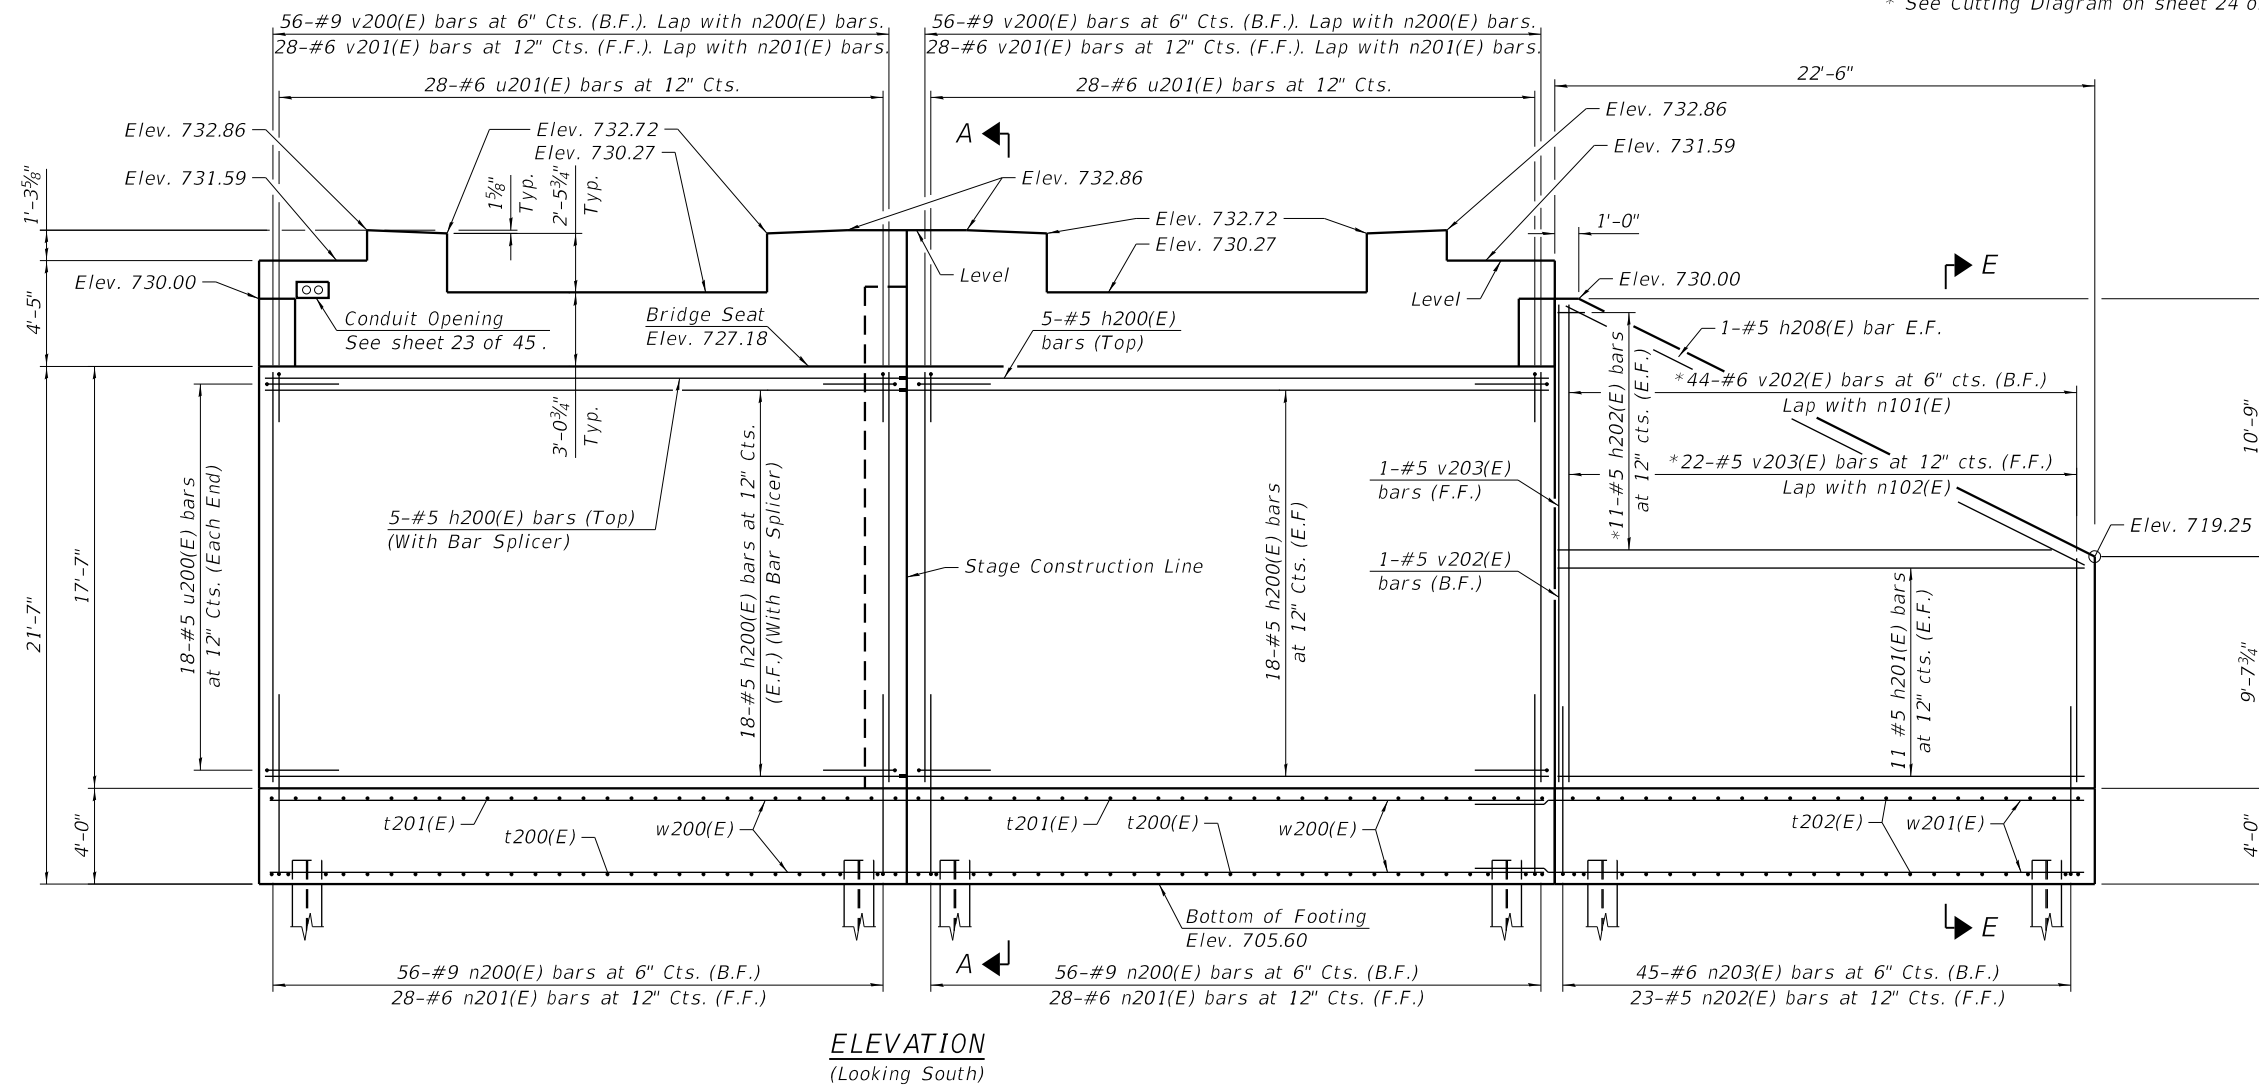 * See Cutting Diagram on sheet 24 o
56-#9 v200(E) bars at 6" Cts. (B.F.). Lap with n200(E) bars.
28-#6 v201(E) bars at 12" Cts. (F.F.). Lap with n201(E) bars.
56-#9 v200(E) bars at 6" Cts. (B.F.). Lap with n200(E) bars.
28-#6 v201(E) bars at 12" Cts. (F.F.). Lap with n201(E) bars.
28-#6 u201(E) bars at 12" Cts.
28-#6 u201(E) bars at 12" Cts.
22'-6"
Elev. 732.86
Elev. 732.72
Elev. 730.27
A
Elev. 732.86
Elev. 731.59
Elev. 731.59
1'-3⅝"
1⅝"
Typ.
2'-5¾"
Typ.
Elev. 732.86
Elev. 732.72
Elev. 730.27
1'-0"
Level
Level
Elev. 730.00
Elev. 730.00
E
4'-5"
Conduit Opening
See sheet 23 of 45 .
Bridge Seat
Elev. 727.18
5-#5 h200(E)
bars (Top)
1-#5 h208(E) bar E.F.
*44-#6 v202(E) bars at 6" cts. (B.F.)
Lap with n101(E)
*22-#5 v203(E) bars at 12" cts. (F.F.)
Lap with n102(E)
*11-#5 h202(E) bars
at 12" cts. (E.F.)
10'-9"
3'-0¾"
Typ.
18-#5 u200(E) bars
at 12" Cts. (Each End)
17'-7"
21'-7"
5-#5 h200(E) bars (Top)
(With Bar Splicer)
18-#5 h200(E) bars at 12" Cts.
(E.F.) (With Bar Splicer)
Stage Construction Line
18-#5 h200(E) bars
at 12" Cts. (E.F)
1-#5 v203(E)
bars (F.F.)
1-#5 v202(E)
bars (B.F.)
Elev. 719.25
11 #5 h201(E) bars
at 12" cts. (E.F.)
9'-7¾"
4'-0"
t201(E)
t200(E)
w200(E)
t201(E)
t200(E)
w200(E)
t202(E)
w201(E)
4'-0"
Bottom of Footing
Elev. 705.60
A
E
56-#9 n200(E) bars at 6" Cts. (B.F.)
28-#6 n201(E) bars at 12" Cts. (F.F.)
56-#9 n200(E) bars at 6" Cts. (B.F.)
28-#6 n201(E) bars at 12" Cts. (F.F.)
45-#6 n203(E) bars at 6" Cts. (B.F.)
23-#5 n202(E) bars at 12" Cts. (F.F.)
ELEVATION
(Looking South)